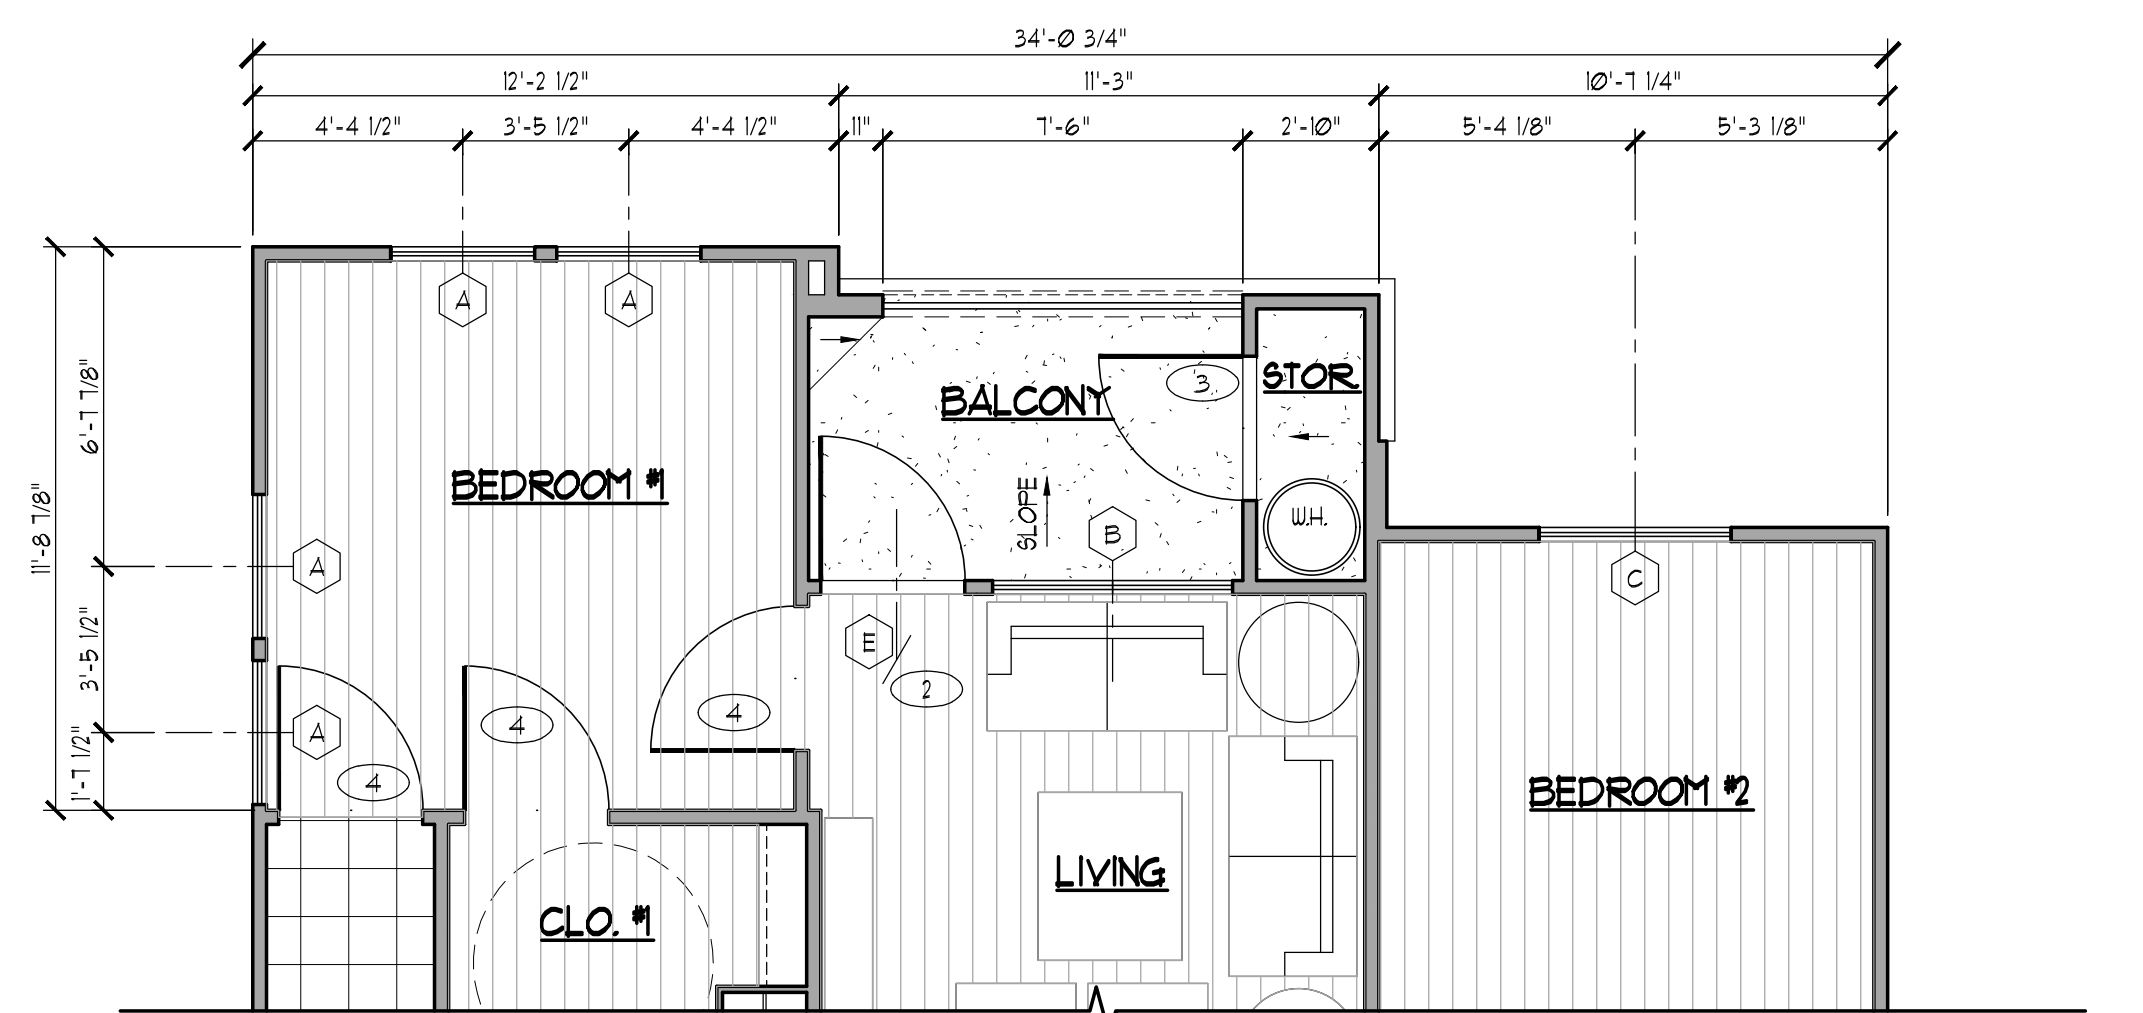 34'-0 3/4"
12'-2 1/2" 11'-3" 10'-7 1/4"
4'-4 1/2" 3'-5 1/2" 4'-4 1/2" 11" 7'-6" 2'-10" 5'-4 1/8" 5'-3 1/8"
11'-8 7/8"
6'-7 7/8"
3'-5 1/2"
1'-7 1/2"
A A
3 STOR.
BALCONY
BEDROOM #1
SLOPE
W.H.
B
A
C
E
2
4 4
A
4
BEDROOM #2
LIVING
CLO. #1